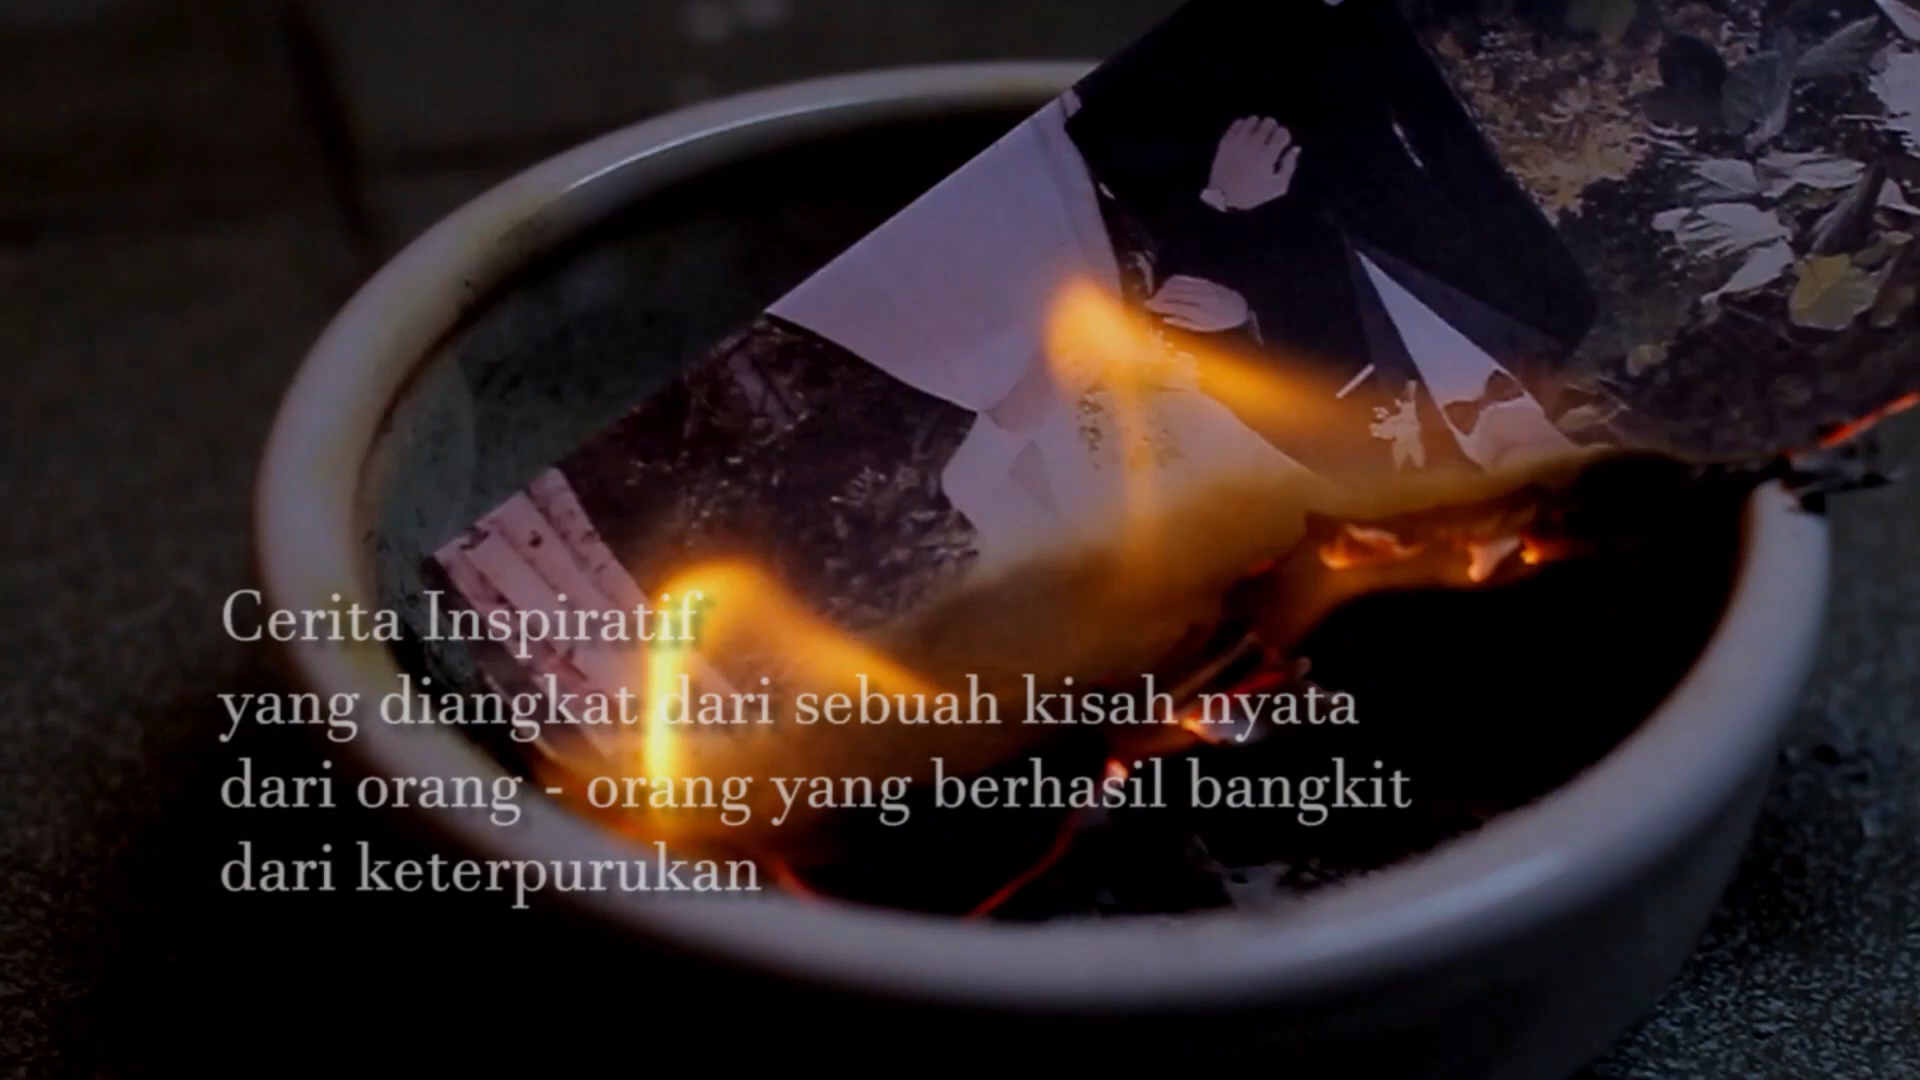 Cerita Inspiratif
yang diangkat dari sebuah kisah nyata
dari orang - orang yang berhasil bangkit
dari keterpurukan